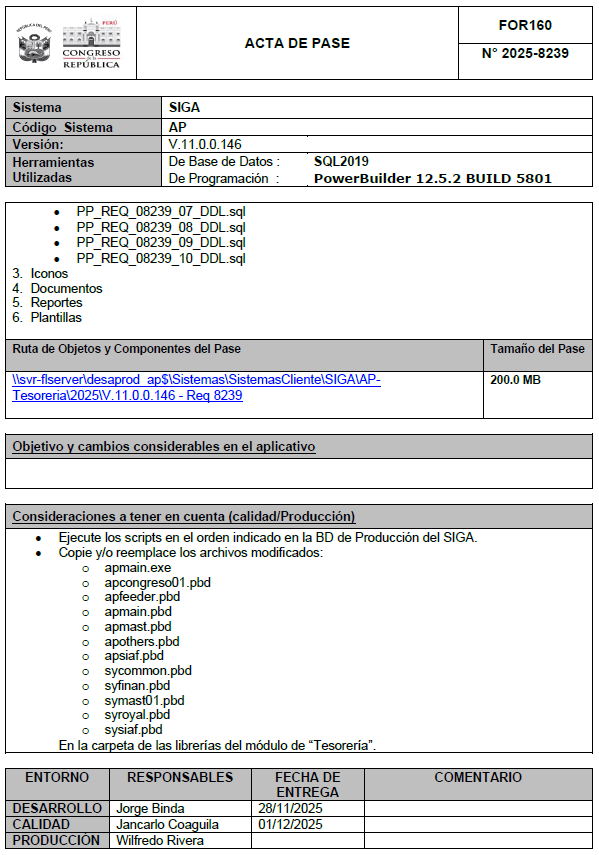 REPÚBLICA DEL PERÚ
PERÚ
CONGRESO
de la
REPÚBLICA
ACTA DE PASE
FOR160
N° 2025-8239
Sistema SIGA
Código Sistema AP
Versión: V.11.0.0.146
Herramientas Utilizadas De Base de Datos : SQL2019
De Programación : PowerBuilder 12.5.2 BUILD 5801
• PP_REQ_08239_07_DDL.sql
• PP_REQ_08239_08_DDL.sql
• PP_REQ_08239_09_DDL.sql
• PP_REQ_08239_10_DDL.sql
3. Iconos
4. Documentos
5. Reportes
6. Plantillas
Ruta de Objetos y Componentes del Pase Tamaño del Pase
\\svr-flserver\desaprod_ap$\Sistemas\SistemasCliente\SIGA\AP- 200.0 MB
Tesoreria\2025\V.11.0.0.146 - Req 8239
Objetivo y cambios considerables en el aplicativo
Consideraciones a tener en cuenta (calidad/Producción)
• Ejecute los scripts en el orden indicado en la BD de Producción del SIGA.
• Copie y/o reemplace los archivos modificados:
o apmain.exe
o apcongreso01.pbd
o apfeeder.pbd
o apmain.pbd
o apmast.pbd
o apothers.pbd
o apsiaf.pbd
o sycommon.pbd
o syfinan.pbd
o symast01.pbd
o syroyal.pbd
o sysiaf.pbd
En la carpeta de las librerías del módulo de “Tesorería”.
ENTORNO RESPONSABLES FECHA DE ENTREGA COMENTARIO
DESARROLLO Jorge Binda 28/11/2025
CALIDAD Jancarlo Coaguila 01/12/2025
PRODUCCIÓN Wilfredo Rivera